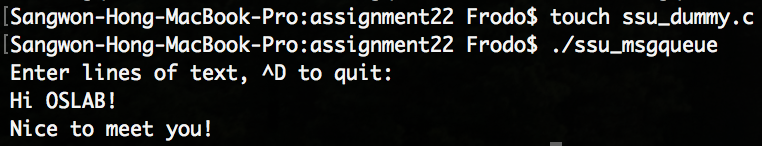 [Sangwon-Hong-MacBook-Pro:assignment22 Frodo$ touch ssu_dummy.c
[Sangwon-Hong-MacBook-Pro:assignment22 Frodo$ ./ssu_msgqueue
Enter lines of text, ^D to quit:
Hi OSLAB!
Nice to meet you!